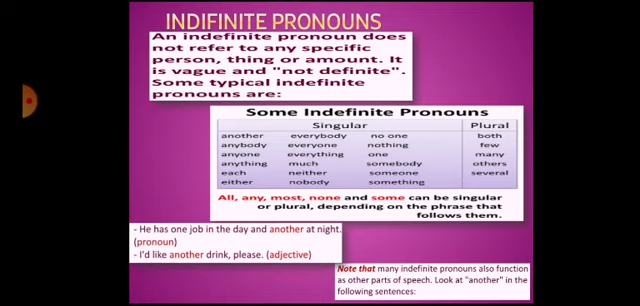 INDIFINITE PRONOUNS
An indefinite pronoun does
not refer to any specific
person, thing or amount. It
is vague and "not definite".
Some typical indefinite
pronouns are:
Some Indefinite Pronouns
Singular Plural
another everybody no one both
anybody everyone nothing few
anyone everything one many
anything much somebody others
each neither someone several
either nobody something
All, any, most, none and some can be singular
or plural, depending on the phrase that
follows them.
- He has one job in the day and another at night.
(pronoun)
- I'd like another drink, please. (adjective)
Note that many indefinite pronouns also function
as other parts of speech. Look at "another" in the
following sentences: